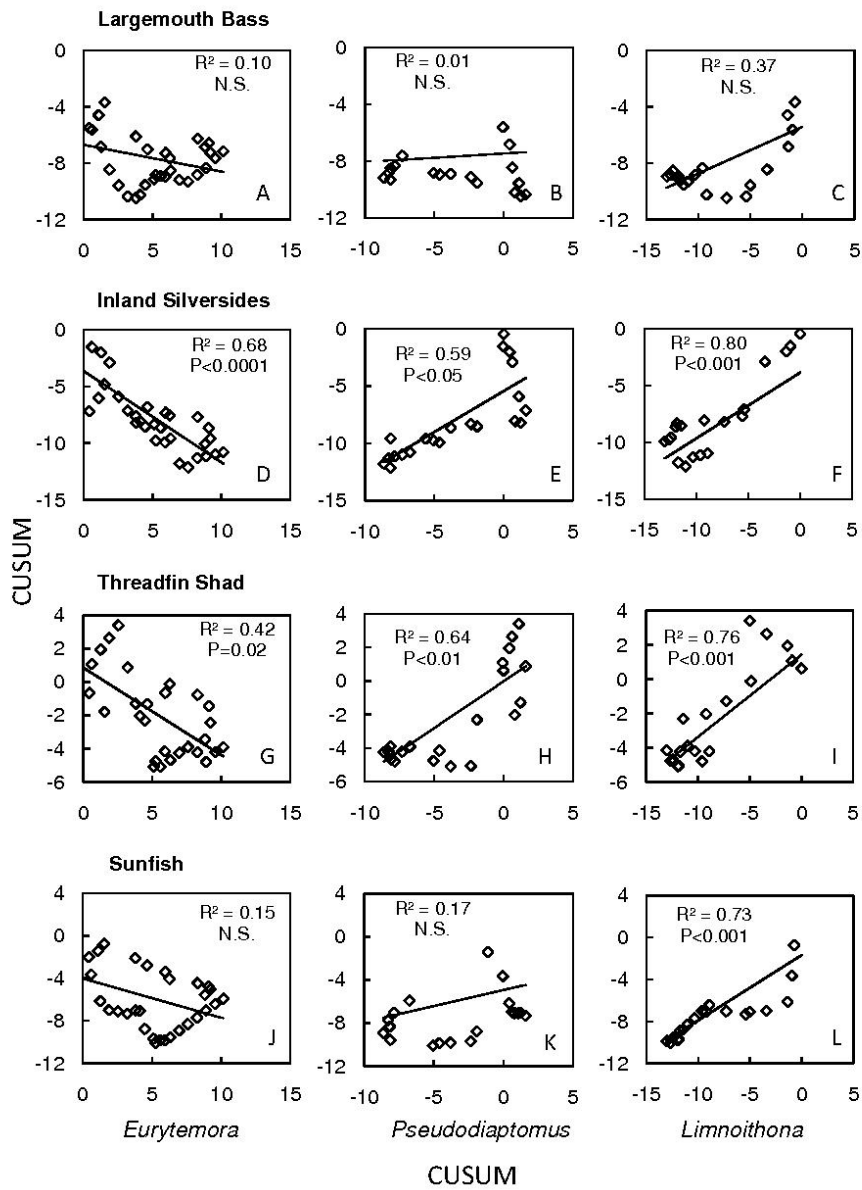 Largemouth Bass
0
-4
-8
-12
0 5 10 15
R² = 0.10
N.S.
A
0
-4
-8
-12
-10 -5 0 5
R² = 0.01
N.S.
B
0
-4
-8
-12
-15 -10 -5 0 5
R² = 0.37
N.S.
C
Inland Silversides
0
-5
-10
-15
0 5 10 15
R² = 0.68
P<0.0001
D
0
-5
-10
-15
-10 -5 0 5
R² = 0.59
P<0.05
E
0
-5
-10
-15
-15 -10 -5 0 5
R² = 0.80
P<0.001
F
CUSUM
Threadfin Shad
4
2
0
-2
-4
-6
0 5 10 15
R² = 0.42
P=0.02
G
4
2
0
-2
-4
-6
-10 -5 0 5
R² = 0.64
P<0.01
H
4
2
0
-2
-4
-6
-15 -10 -5 0 5
R² = 0.76
P<0.001
I
Sunfish
4
0
-4
-8
-12
0 5 10 15
R² = 0.15
N.S.
J
4
0
-4
-8
-12
-10 -5 0 5
R² = 0.17
N.S.
K
4
0
-4
-8
-12
-15 -10 -5 0 5
R² = 0.73
P<0.001
L
Eurytemora
Pseudodiaptomus
Limnoithona
CUSUM